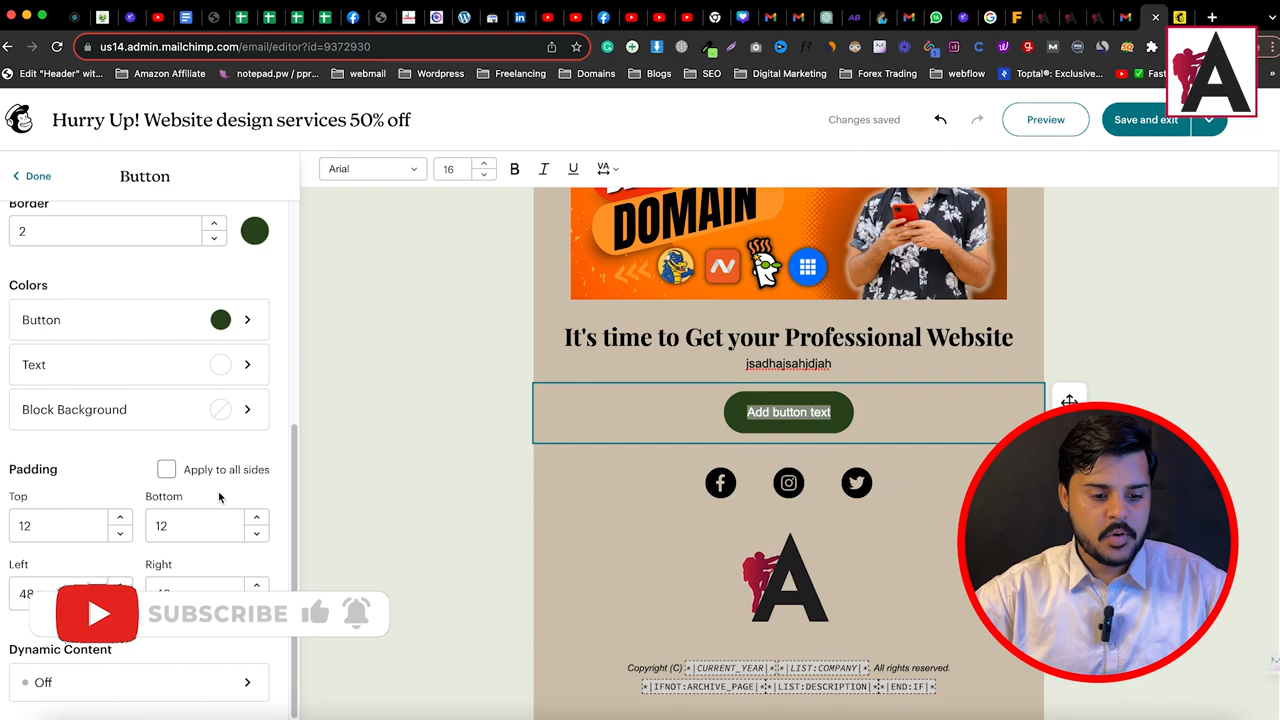 us14.admin.mailchimp.com/email/editor?id=9372930
Edit "Header" wit...
Amazon Affiliate
notepad.pw / ppr...
webmail
Wordpress
Freelancing
Domains
Blogs
SEO
Digital Marketing
Forex Trading
webflow
Toptal®: Exclusive...
Hurry Up! Website design services 50% off
Changes saved
Preview
Save and exit
A
Done
Button
Arial
16
B
I
U
VA
Border
2
Colors
Button
Text
Block Background
Padding
Apply to all sides
Top
Bottom
12
12
Left
Right
48
SUBSCRIBE
Dynamic Content
Off
DOMAIN
It's time to Get your Professional Website
jsadhajsahjdjah
Add button text
A
Copyright (C) *|CURRENT_YEAR|* *|LIST:COMPANY|*. All rights reserved.
*|IFNOT:ARCHIVE_PAGE|* *|LIST:DESCRIPTION|* *|END:IF|*